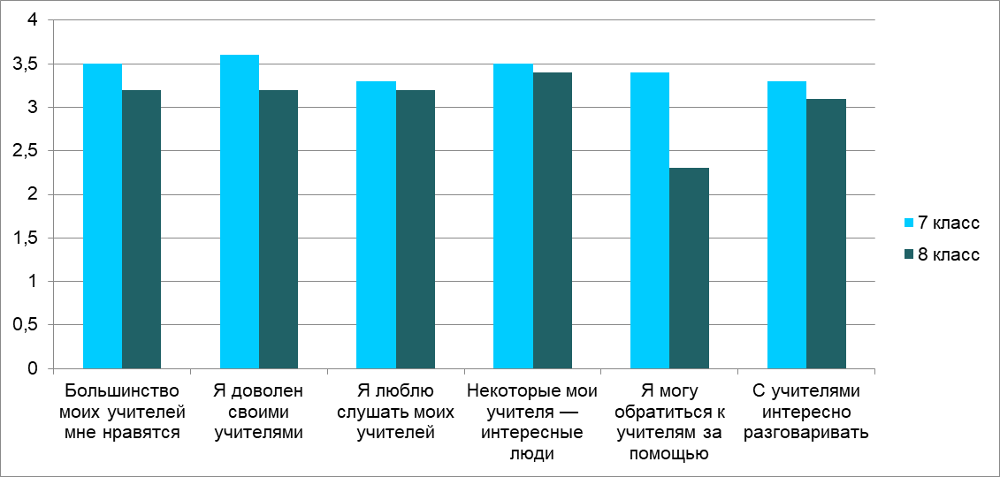 4
3,5
3
2,5
2
1,5
1
0,5
0
Большинство
моих учителей
мне нравятся
Я доволен
своими
учителями
Я люблю
слушать моих
учителей
Некоторые мои
учителя —
интересные
люди
Я могу
обратиться к
учителям за
помощью
С учителями
интересно
разговаривать
7 класс
8 класс